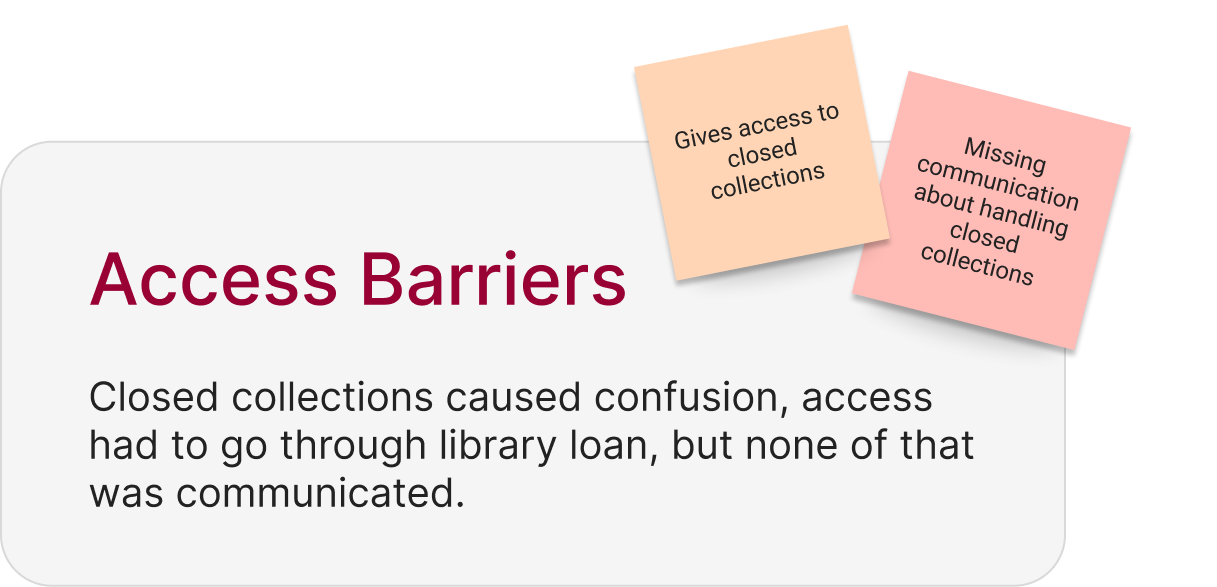 Gives access to
closed
collections
Missing
communication
about handling
closed
collections
Access Barriers
Closed collections caused confusion, access
had to go through library loan, but none of that
was communicated.